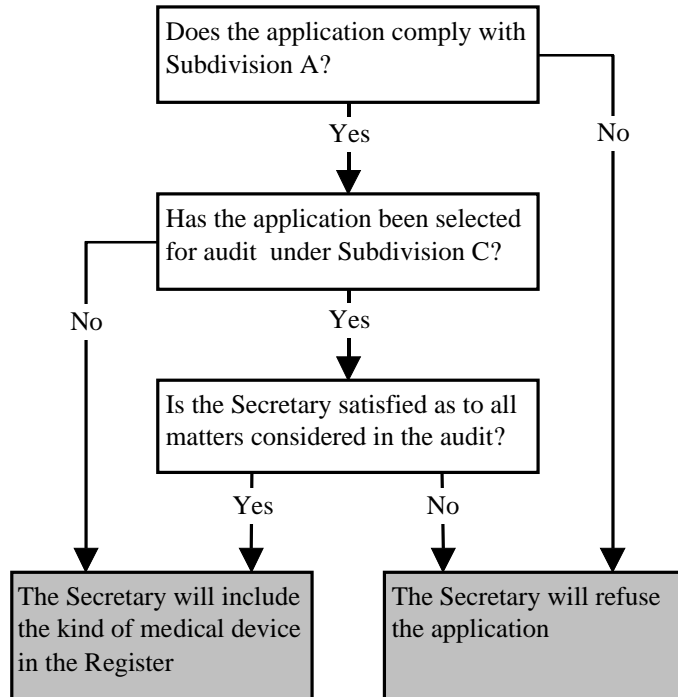 Does the application comply with
Subdivision A?
Yes
No
Has the application been selected
for audit  under Subdivision C?
No
Yes
Is the Secretary satisfied as to all
matters considered in the audit?
Yes
No
The Secretary will include
the kind of medical device
in the Register
The Secretary will refuse
the application